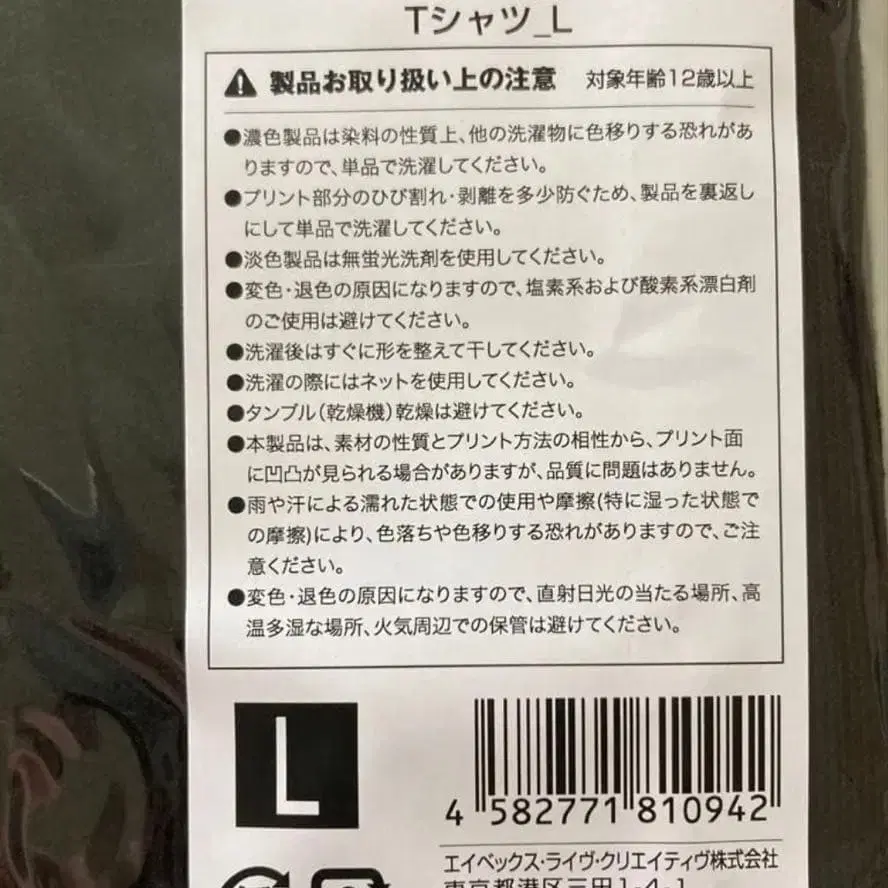 Tシャツ_L
製品お取り扱い上の注意 対象年齢12歳以上
●濃色製品は染料の性質上、他の洗濯物に色移りする恐れがあ
りますので、単品で洗濯してください。
●プリント部分のひび割れ・剥離を多少防ぐため、製品を裏返し
にして単品で洗濯してください。
●淡色製品は無蛍光洗剤を使用してください。
●変色・退色の原因になりますので、塩素系および酸素系漂白剤
のご使用は避けてください。
●洗濯後はすぐに形を整えて干してください。
●洗濯の際にはネットを使用してください。
●タンブル(乾燥機)乾燥は避けてください。
●本製品は、素材の性質とプリント方法の相性から、プリント面
に凹凸が見られる場合がありますが、品質に問題はありません。
●雨や汗による濡れた状態での使用や摩擦(特に湿った状態で
の摩擦)により、色落ちや色移りする恐れがありますので、ご注
意ください。
●変色・退色の原因になりますので、直射日光の当たる場所、高
温多湿な場所、火気周辺での保管は避けてください。
L
4 582771 810942
エイベックス・ライヴ・クリエイティヴ株式会社
東京都港区三田1-4-1